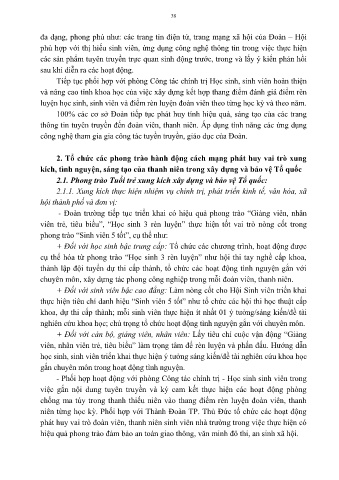 38
đa dạng, phong phú như: các trang tin điện tử, trang mạng xã hội của Đoàn – Hội
phù hợp với thị hiếu sinh viên, ứng dụng công nghệ thông tin trong việc thực hiện
các sản phẩm tuyên truyền trực quan sinh động trước, trong và lấy ý kiến phản hồi
sau khi diễn ra các hoạt động.
Tiếp tục phối hợp với phòng Công tác chính trị Học sinh, sinh viên hoàn thiện
và nâng cao tính khoa học của việc xây dựng kết hợp thang điểm đánh giá điểm rèn
luyện học sinh, sinh viên và điểm rèn luyện đoàn viên theo từng học kỳ và theo năm.
100% các cơ sở Đoàn tiếp tục phát huy tính hiệu quả, sáng tạo của các trang
thông tin tuyên truyền đến đoàn viên, thanh niên. Áp dụng tính năng các ứng dụng
công nghệ tham gia gia công tác tuyên truyền, giáo dục của Đoàn.
2. Tổ chức các phong trào hành động cách mạng phát huy vai trò xung
kích, tình nguyện, sáng tạo của thanh niên trong xây dựng và bảo vệ Tổ quốc
2.1. Phong trào Tuổi trẻ xung kích xây dựng và bảo vệ Tổ quốc:
2.1.1. Xung kích thực hiện nhiệm vụ chính trị, phát triển kinh tế, văn hóa, xã
hội thành phố và đơn vị:
- Đoàn trường tiếp tục triển khai có hiệu quả phong trào “Giảng viên, nhân
viên trẻ, tiêu biểu”, “Học sinh 3 rèn luyện” thực hiện tốt vai trò nòng cốt trong
phong trào “Sinh viên 5 tốt”, cụ thể như:
+ Đối với học sinh bậc trung cấp: Tổ chức các chương trình, hoạt động được
cụ thể hóa từ phong trào “Học sinh 3 rèn luyện” như hội thi tay nghề cấp khoa,
thành lập đội tuyển dự thi cấp thành, tổ chức các hoạt động tình nguyện gắn với
chuyên môn, xây dựng tác phong công nghiệp trong mỗi đoàn viên, thanh niên.
+ Đối với sinh viên bậc cao đẳng: Làm nòng cốt cho Hội Sinh viên triển khai
thực hiện tiêu chí danh hiệu “Sinh viên 5 tốt” như tổ chức các hội thi học thuật cấp
khoa, dự thi cấp thành; mỗi sinh viên thực hiện ít nhất 01 ý tưởng/sáng kiến/đề tài
nghiên cứu khoa học; chú trọng tổ chức hoạt động tình nguyện gắn với chuyên môn.
+ Đối với cán bộ, giảng viên, nhân viên: Lấy tiêu chí cuộc vận động “Giảng
viên, nhân viên trẻ, tiêu biểu” làm trọng tâm để rèn luyện và phấn đấu. Hướng dẫn
học sinh, sinh viên triển khai thực hiện ý tưởng sáng kiến/đề tài nghiên cứu khoa học
gắn chuyên môn trong hoạt động tình nguyện.
- Phối hợp hoạt động với phòng Công tác chính trị - Học sinh sinh viên trong
việc gắn nội dung tuyên truyền và ký cam kết thực hiện các hoạt động phòng
chống ma túy trong thanh thiếu niên vào thang điểm rèn luyện đoàn viên, thanh
niên từng học kỳ. Phối hợp với Thành Đoàn TP. Thủ Đức tổ chức các hoạt động
phát huy vai trò đoàn viên, thanh niên sinh viên nhà trường trong việc thực hiện có
hiệu quả phong trào đảm bảo an toàn giao thông, văn minh đô thị, an sinh xã hội.